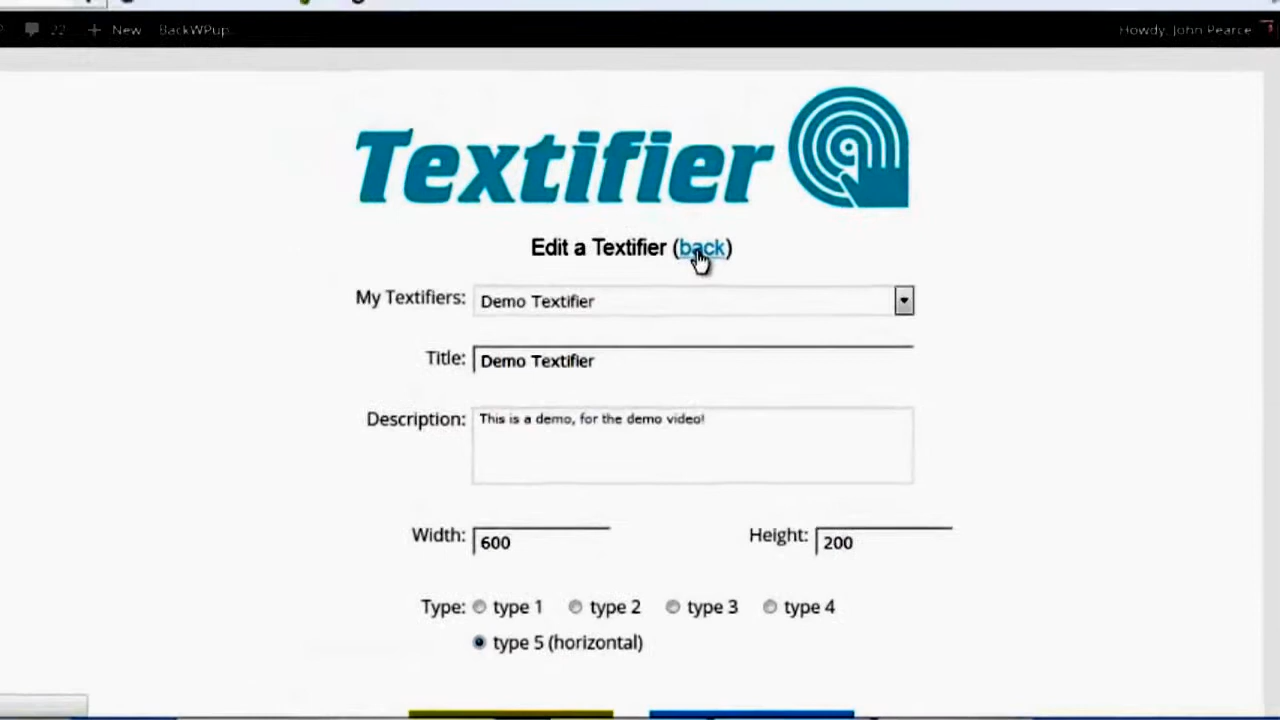 22 New BackWPup Howdy, John Pearce
Textifier
Edit a Textifier (back)
My Textifiers: Demo Textifier
Title: Demo Textifier
Description: This is a demo, for the demo video!
Width: 600 Height: 200
Type: type 1 type 2 type 3 type 4
type 5 (horizontal)